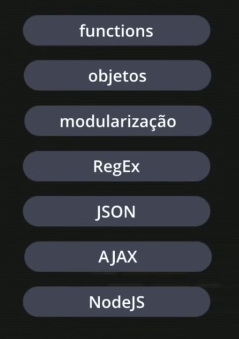 functions
objetos
modularização
RegEx
JSON
AJAX
NodeJS